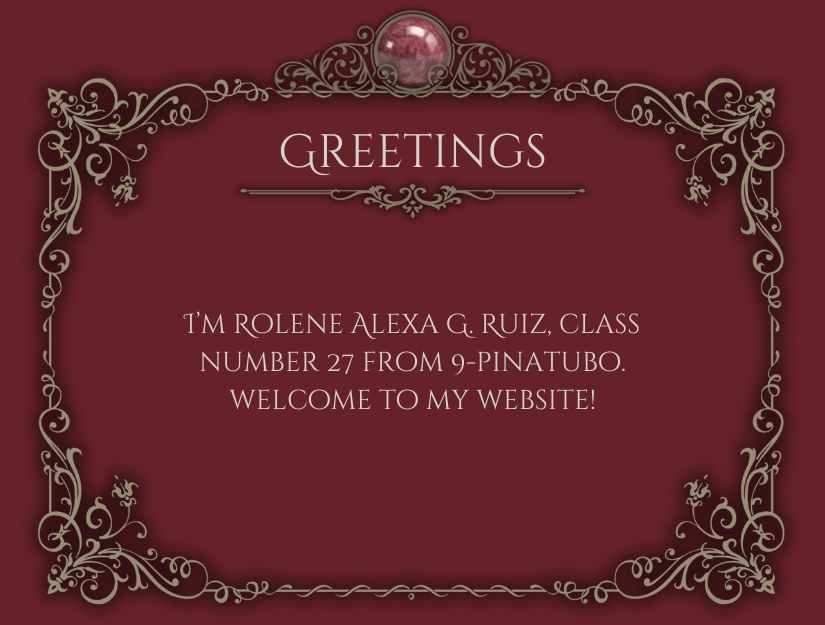 Greetings
I'm Rolene Alexa G. Ruiz, class
number 27 from 9-Pinatubo.
Welcome to my website!